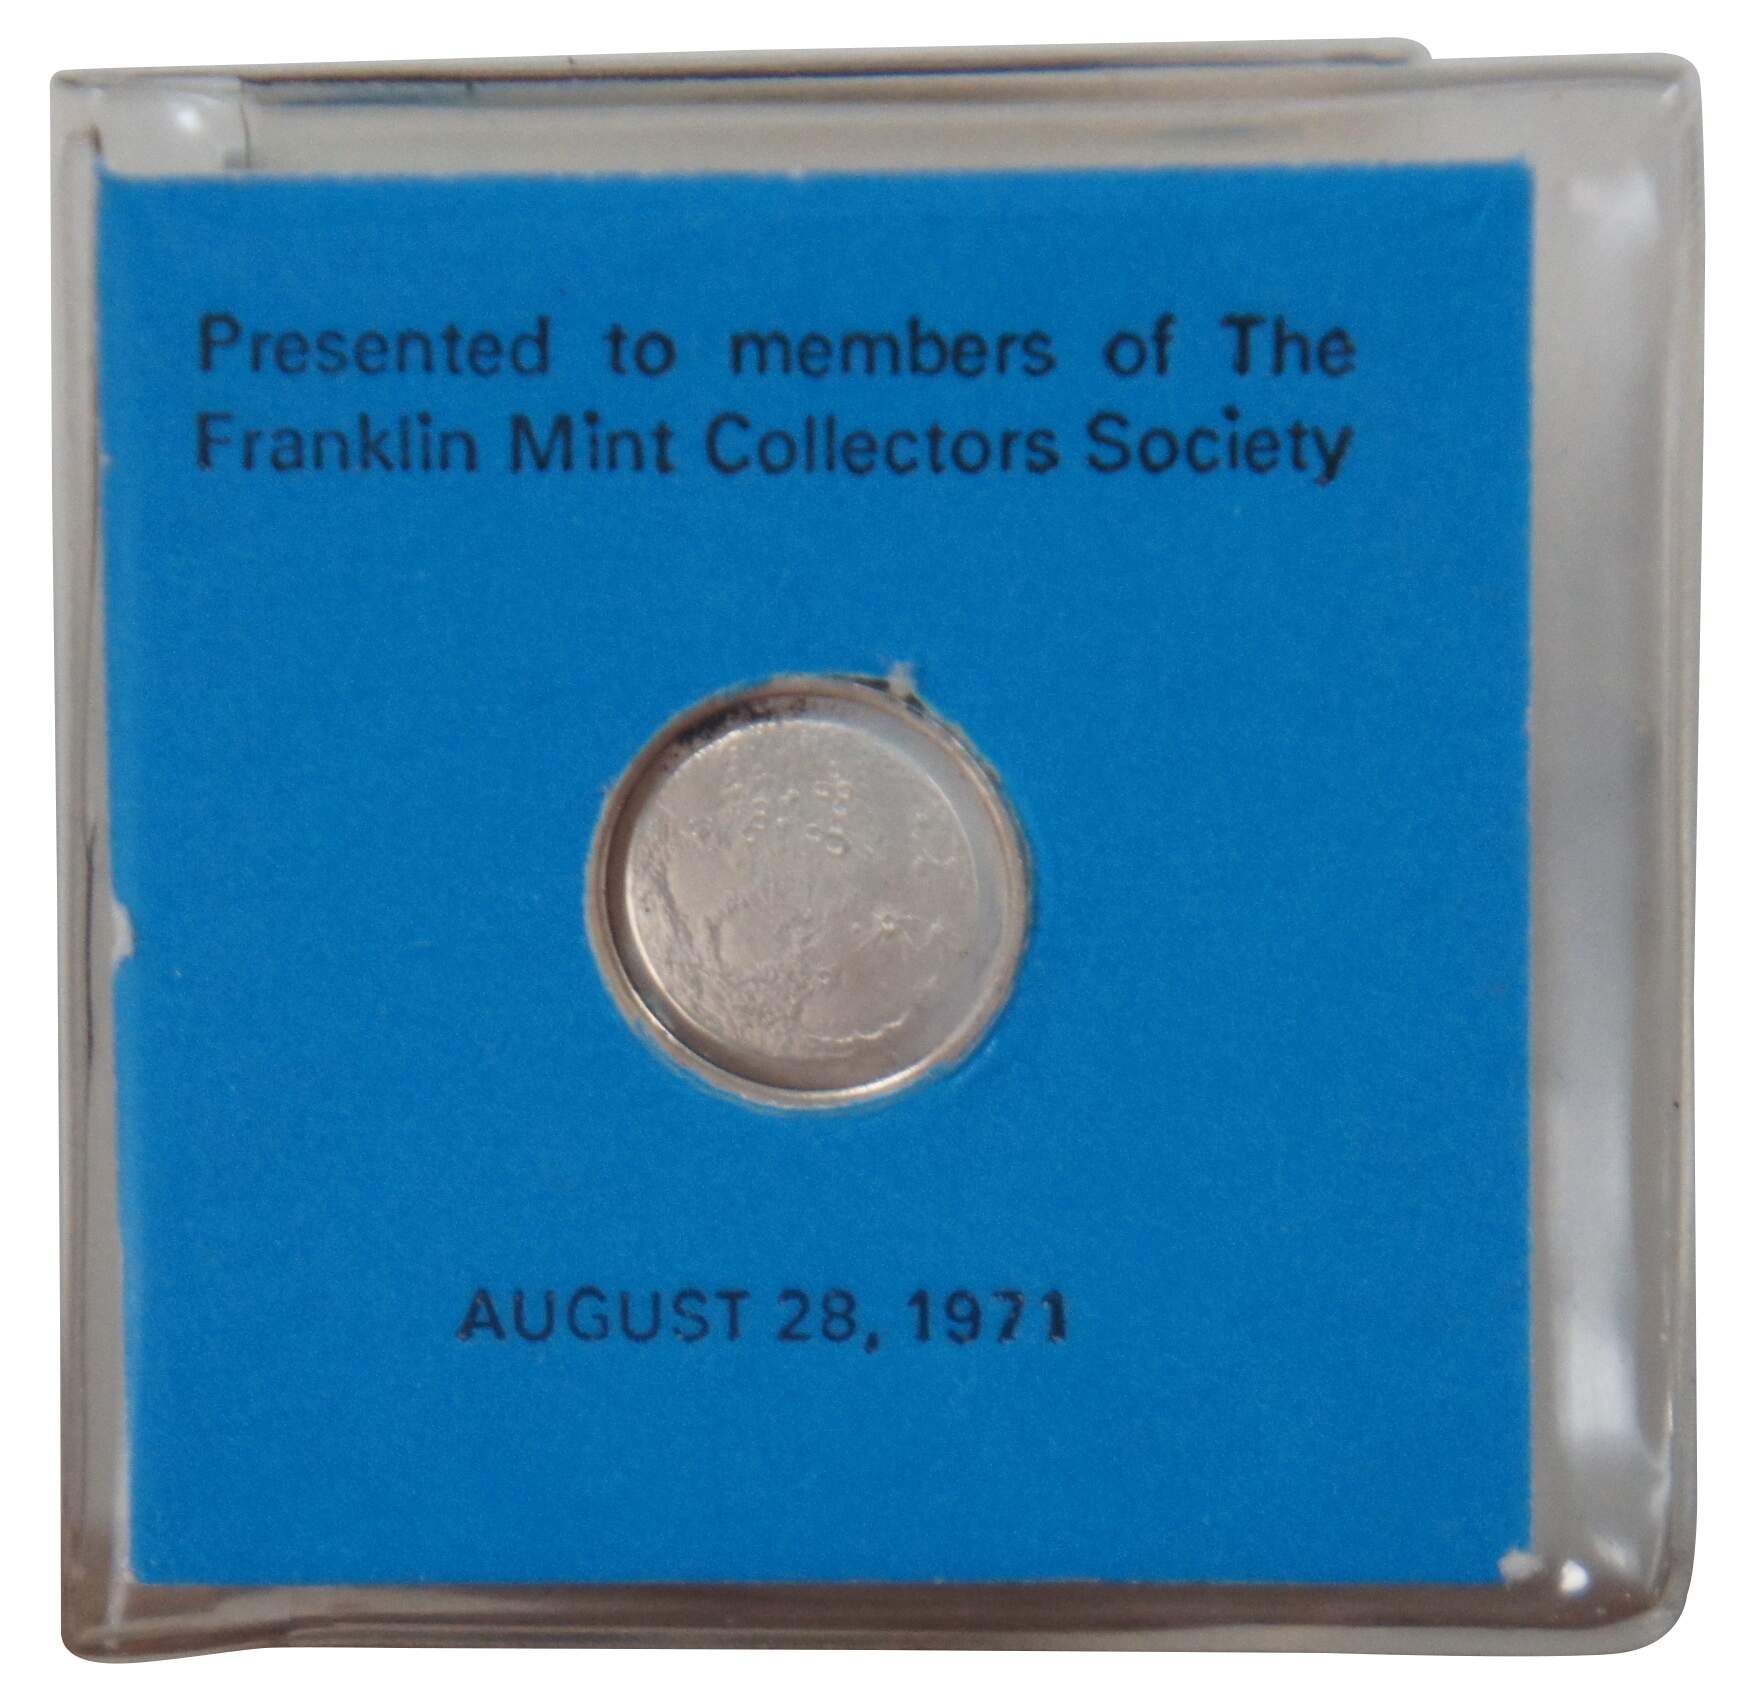 Presented to members of The
Franklin Mint Collectors Society
AUGUST 28, 1971